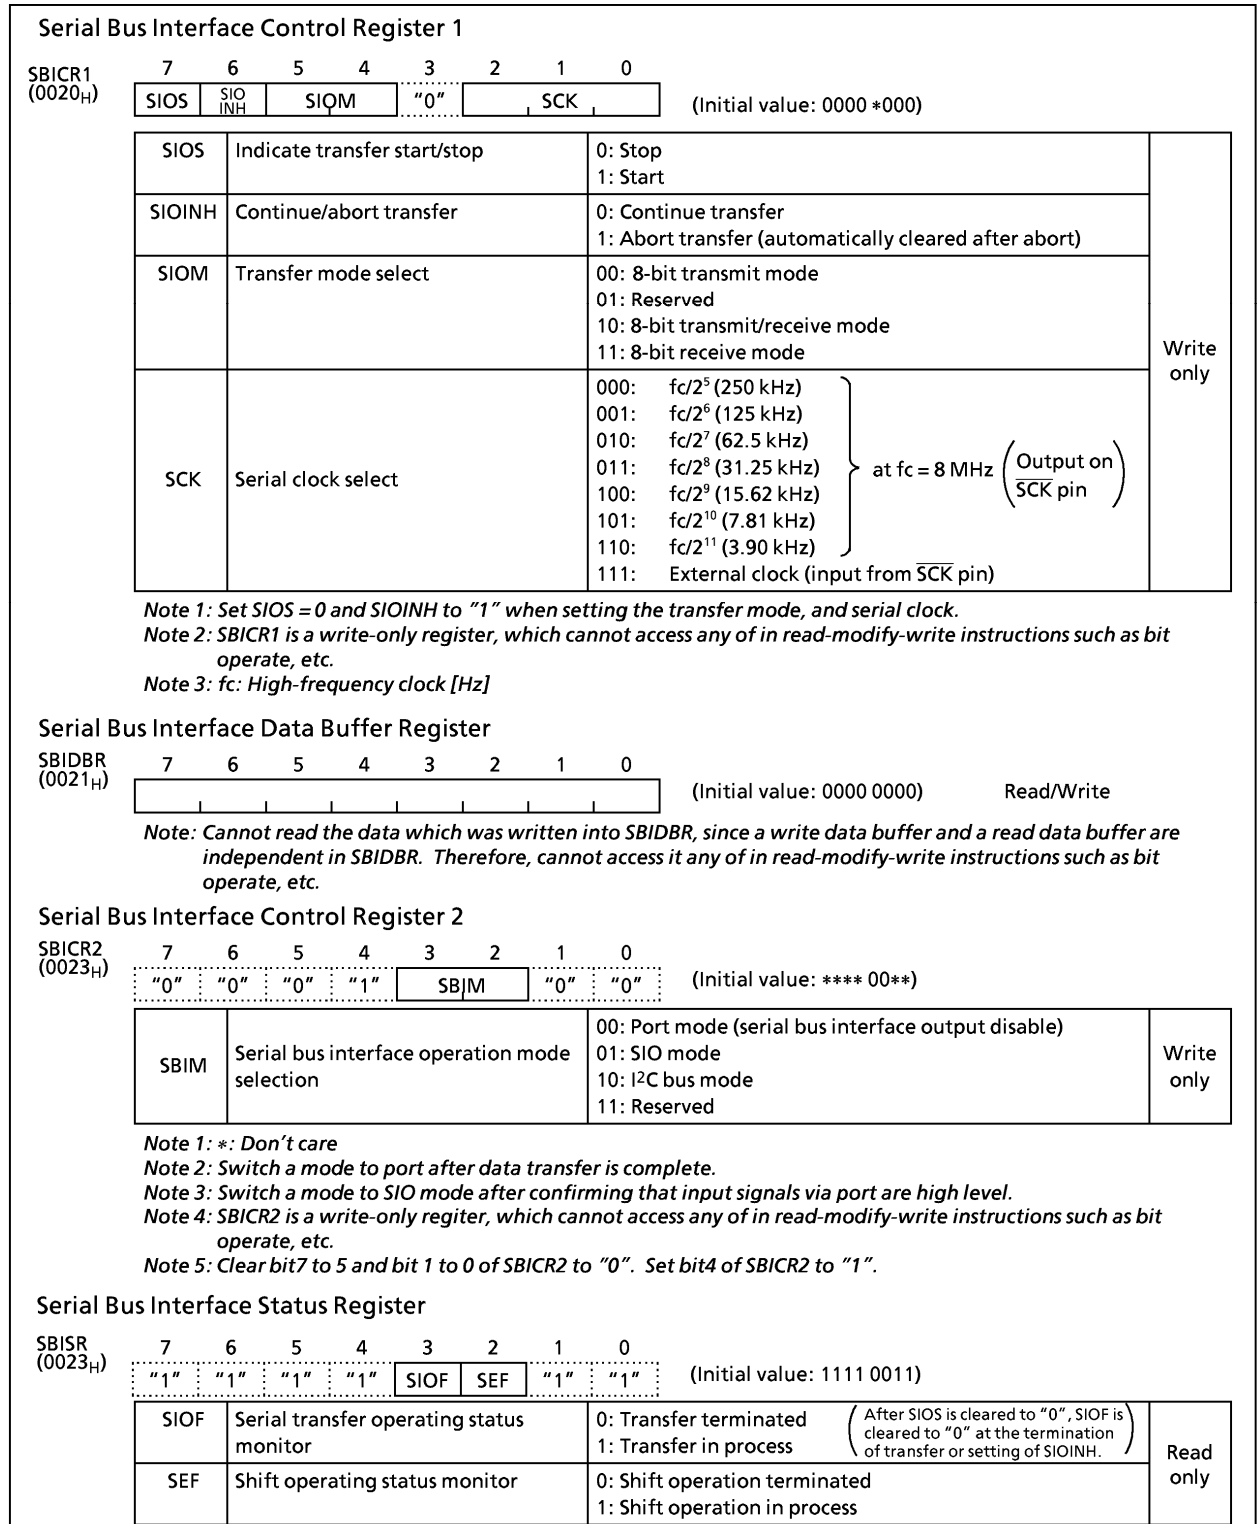 Serial Bus Interface Control Register 1
SBICR1
(0020H)
7 6 5 4 3 2 1 0
SIOS SIO INH SIOM "0" SCK (Initial value: 0000 *000)
SIOS Indicate transfer start/stop 0: Stop
1: Start
SIOINH Continue/abort transfer 0: Continue transfer
1: Abort transfer (automatically cleared after abort)
SIOM Transfer mode select 00: 8-bit transmit mode
01: Reserved
10: 8-bit transmit/receive mode
11: 8-bit receive mode
Write only
SCK Serial clock select
000: fc/2⁵ (250 kHz)
001: fc/2⁶ (125 kHz)
010: fc/2⁷ (62.5 kHz)
011: fc/2⁸ (31.25 kHz)
100: fc/2⁹ (15.62 kHz)
101: fc/2¹⁰ (7.81 kHz)
110: fc/2¹¹ (3.90 kHz)
at fc = 8 MHz (Output on SCK pin)
111: External clock (input from SCK pin)
Note 1: Set SIOS = 0 and SIOINH to "1" when setting the transfer mode, and serial clock.
Note 2: SBICR1 is a write-only register, which cannot access any of in read-modify-write instructions such as bit
operate, etc.
Note 3: fc: High-frequency clock [Hz]
Serial Bus Interface Data Buffer Register
SBIDBR
(0021H)
7 6 5 4 3 2 1 0
(Initial value: 0000 0000) Read/Write
Note: Cannot read the data which was written into SBIDBR, since a write data buffer and a read data buffer are
independent in SBIDBR. Therefore, cannot access it any of in read-modify-write instructions such as bit
operate, etc.
Serial Bus Interface Control Register 2
SBICR2
(0023H)
7 6 5 4 3 2 1 0
"0" "0" "0" "1" SBIM "0" "0" (Initial value: **** 00**)
SBIM Serial bus interface operation mode
selection
00: Port mode (serial bus interface output disable)
01: SIO mode
10: I²C bus mode
11: Reserved
Write
only
Note 1: *: Don't care
Note 2: Switch a mode to port after data transfer is complete.
Note 3: Switch a mode to SIO mode after confirming that input signals via port are high level.
Note 4: SBICR2 is a write-only regiter, which cannot access any of in read-modify-write instructions such as bit
operate, etc.
Note 5: Clear bit7 to 5 and bit 1 to 0 of SBICR2 to "0". Set bit4 of SBICR2 to "1".
Serial Bus Interface Status Register
SBISR
(0023H)
7 6 5 4 3 2 1 0
"1" "1" "1" "1" SIOF SEF "1" "1" (Initial value: 1111 0011)
SIOF Serial transfer operating status
monitor
0: Transfer terminated
1: Transfer in process
(After SIOS is cleared to "0", SIOF is
cleared to "0" at the termination
of transfer or setting of SIOINH.)
Read
only
SEF Shift operating status monitor 0: Shift operation terminated
1: Shift operation in process